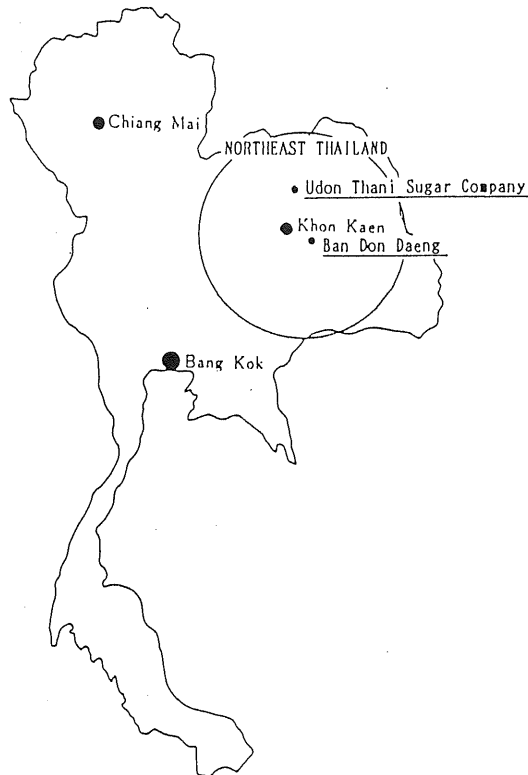 Chiang Mai
NORTHEAST THAILAND
Udon Thani Sugar Company
Khon Kaen
Ban Don Daeng
Bang Kok